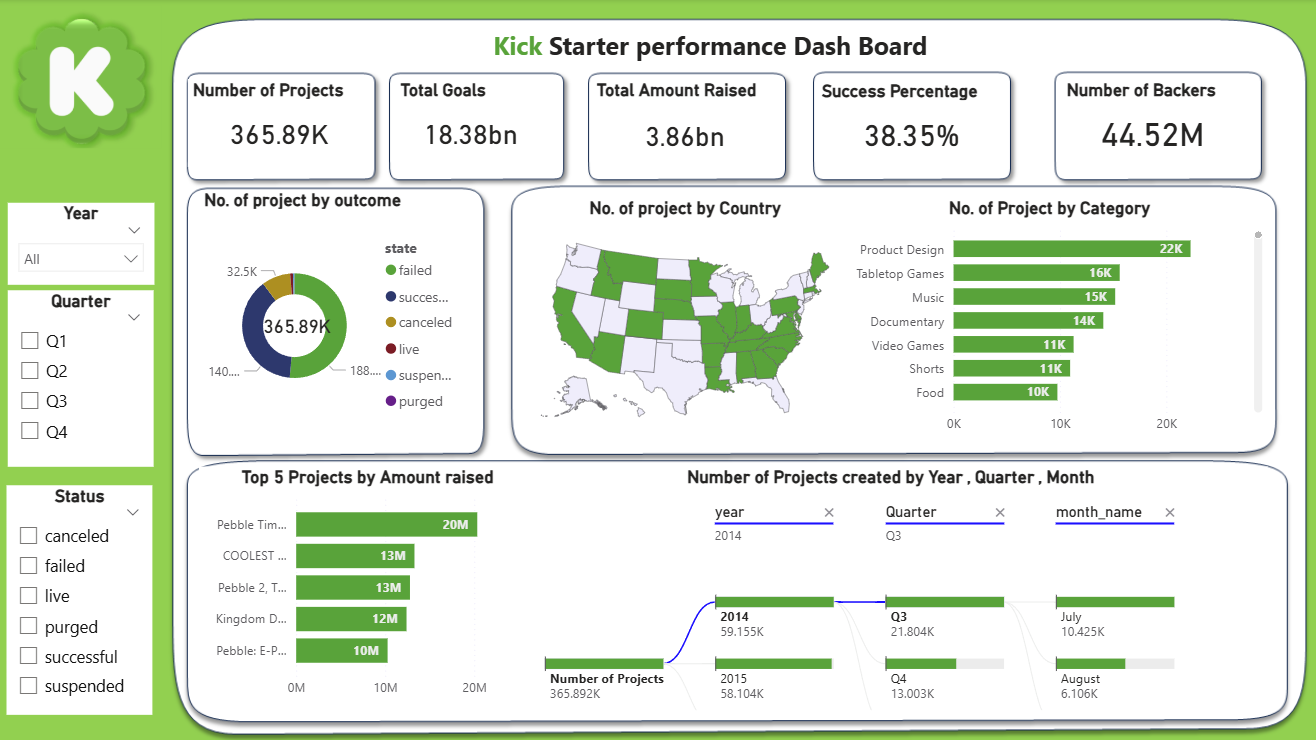 K
Kick Starter performance Dash Board
Number of Projects
365.89K
Total Goals
18.38bn
Total Amount Raised
3.86bn
Success Percentage
38.35%
Number of Backers
44.52M
Year
All
Quarter
Q1
Q2
Q3
Q4
Status
canceled
failed
live
purged
successful
suspended
No. of project by outcome
32.5K
365.89K
140....
188....
state
failed
succes...
canceled
live
suspen...
purged
No. of project by Country
No. of Project by Category
Product Design 22K
Tabletop Games 16K
Music 15K
Documentary 14K
Video Games 11K
Shorts 11K
Food 10K
0K 10K 20K
Top 5 Projects by Amount raised
Pebble Tim... 20M
COOLEST ... 13M
Pebble 2, T... 13M
Kingdom D... 12M
Pebble: E-P... 10M
0M 10M 20M
Number of Projects created by Year , Quarter , Month
year
2014
Quarter
Q3
month_name
Number of Projects
365.892K
2014
59.155K
2015
58.104K
Q3
21.804K
Q4
13.003K
July
10.425K
August
6.106K